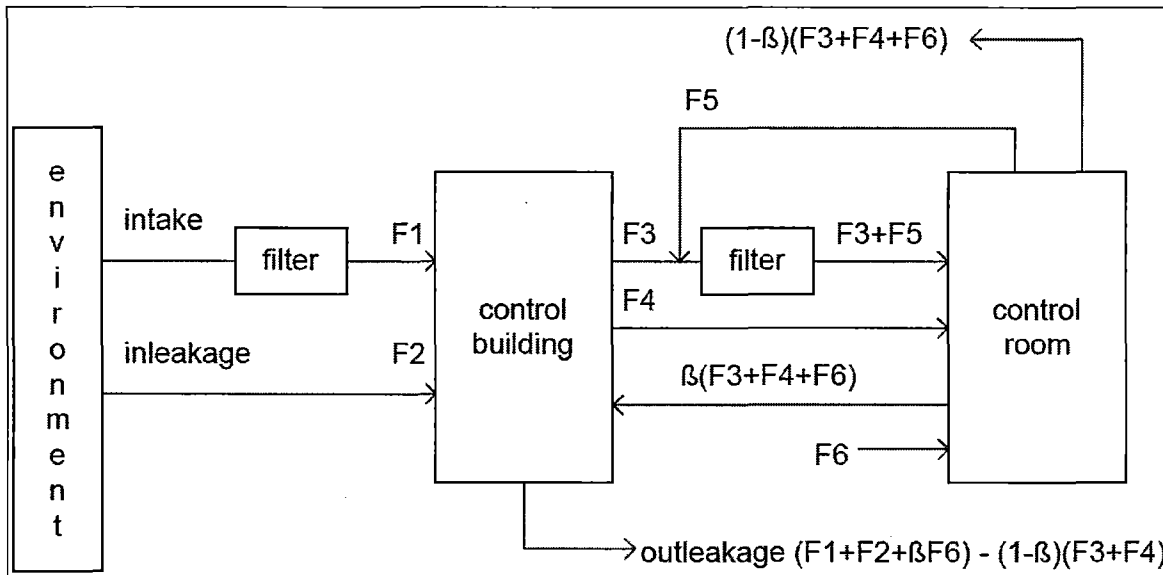 (1-ß)(F3+F4+F6)
F5
environment
intake
filter
F1
F3
filter
F3+F5
F4
control
building
control
room
inleakage
F2
ß(F3+F4+F6)
F6
outleakage (F1+F2+ßF6) - (1-ß)(F3+F4)